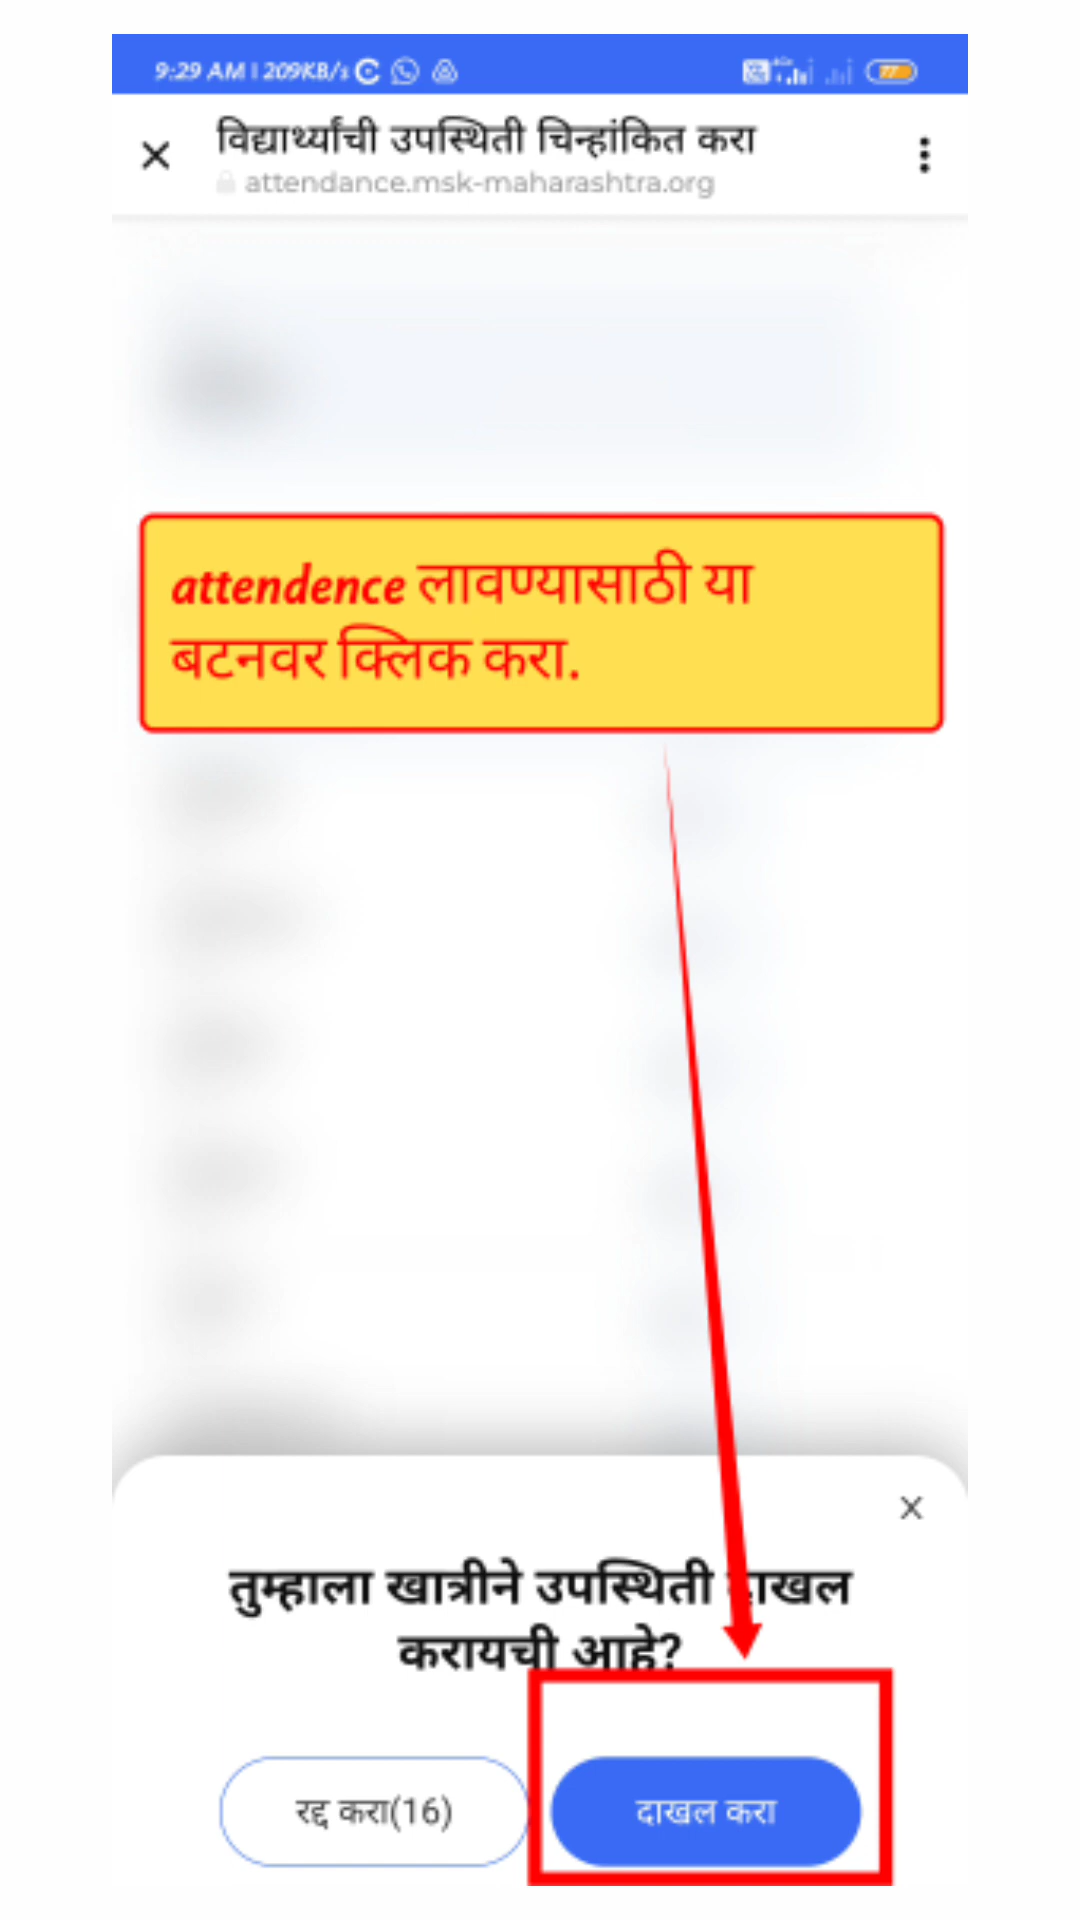 9:29 AM | 209KB/s
विद्यार्थ्यांची उपस्थिती चिन्हांकित करा
attendance.msk-maharashtra.org
attendence लावण्यासाठी या
बटनवर क्लिक करा.
तुम्हाला खात्रीने उपस्थिती दाखल
करायची आहे?
रद्द करा(16)
दाखल करा